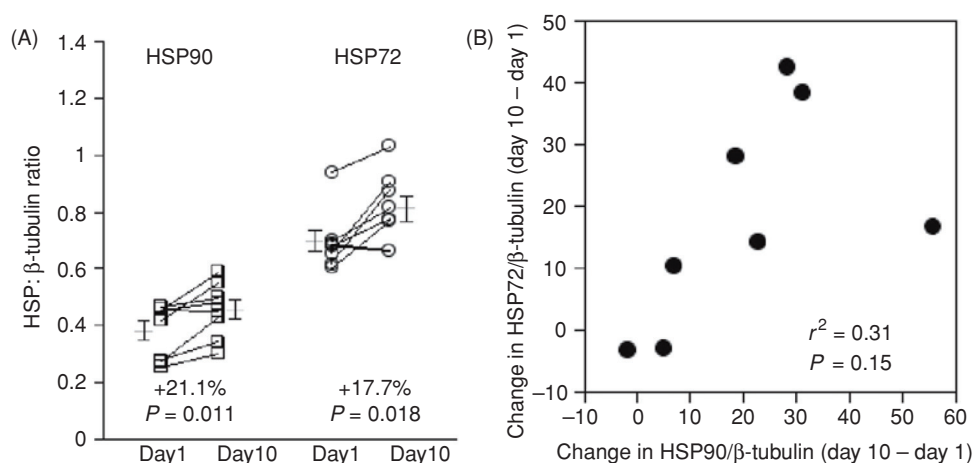 (A)
HSP90
HSP72
HSP: β-tubulin ratio
1.4
1.2
1
0.8
0.6
0.4
0.2
0
+21.1%
P = 0.011
+17.7%
P = 0.018
Day1
Day10
Day1
Day10
(B)
Change in HSP72/β-tubulin (day 10 – day 1)
50
40
30
20
10
0
–10
r² = 0.31
P = 0.15
–10
0
10
20
30
40
50
60
Change in HSP90/β-tubulin (day 10 – day 1)